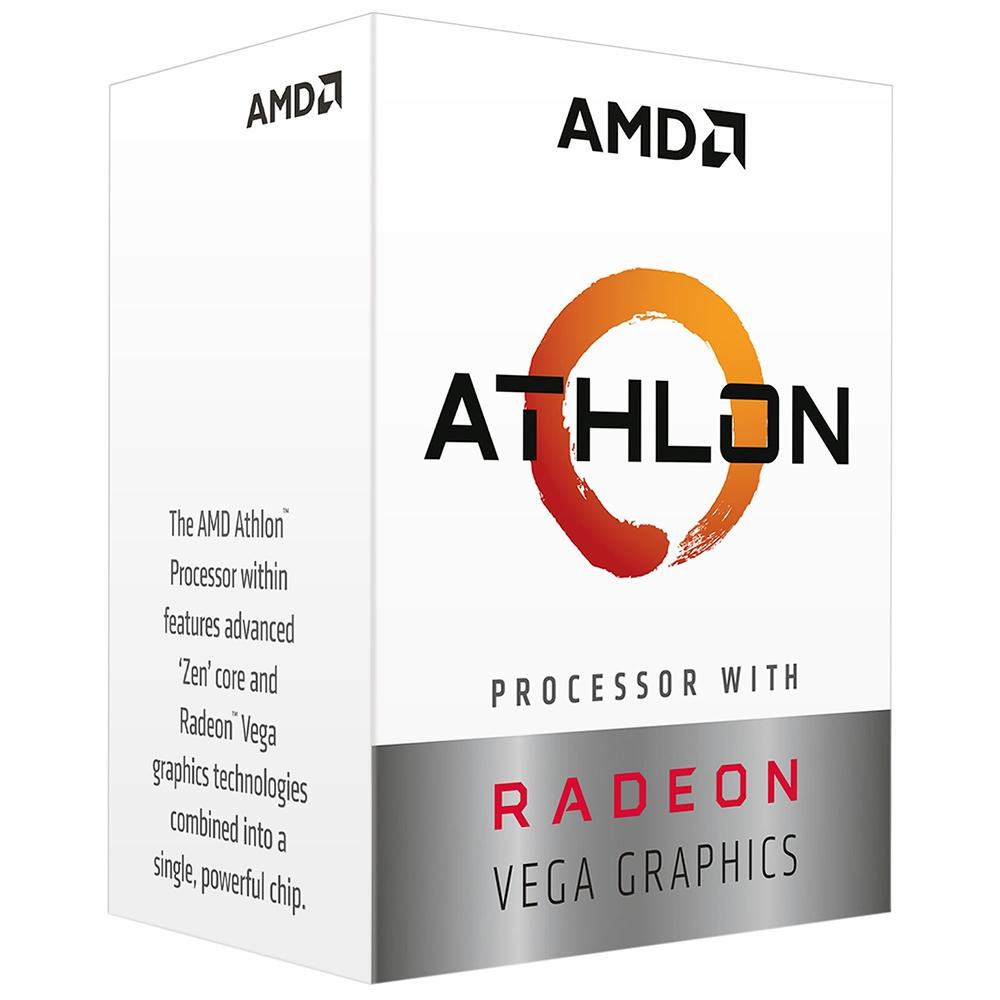 AMD
The AMD Athlon™
Processor within
features advanced
'Zen' core and
Radeon™ Vega
graphics technologies
combined into a
single, powerful chip.
AMD
ATHLON
PROCESSOR WITH
RADEON
VEGA GRAPHICS